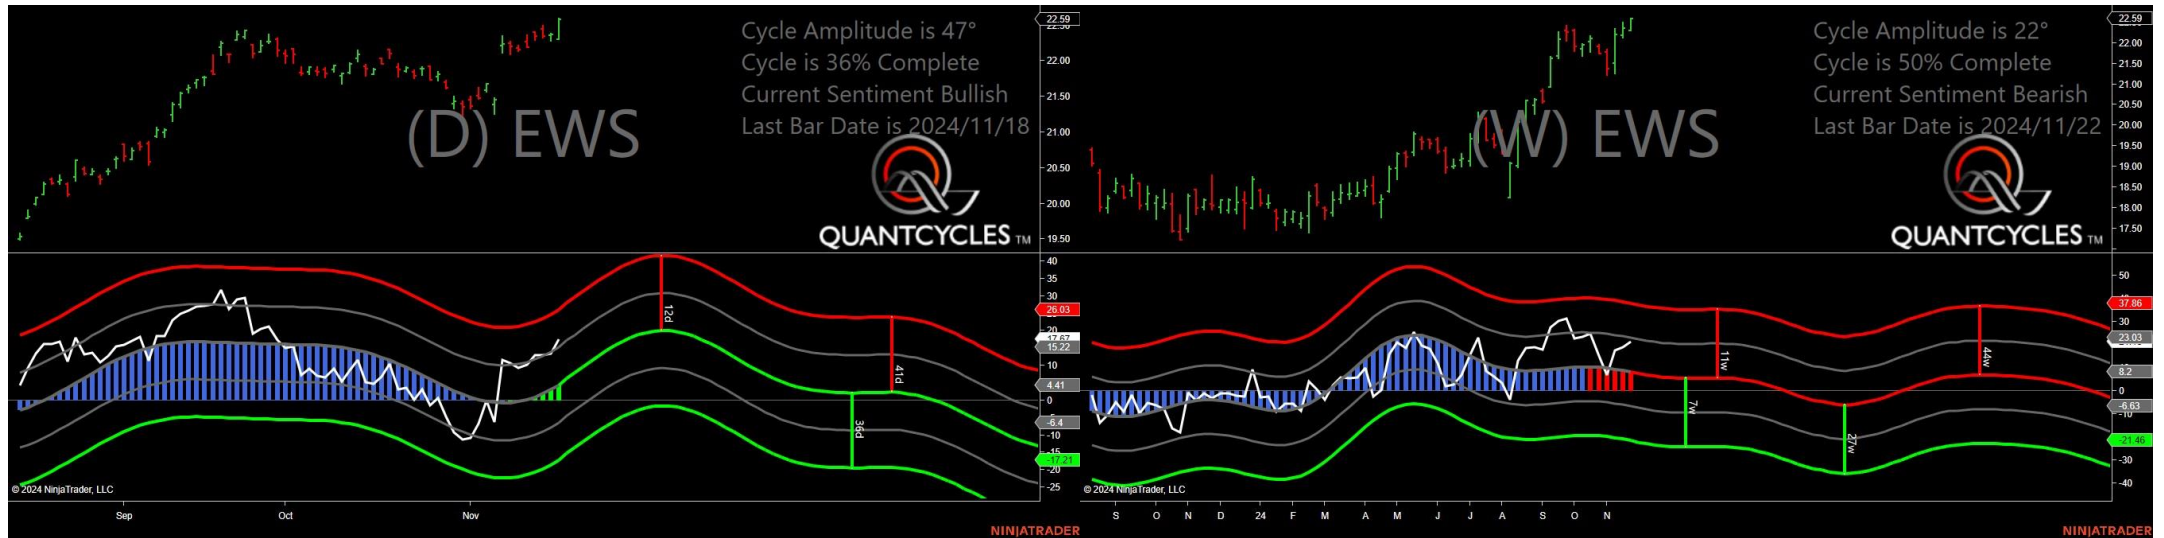 Cycle Amplitude is 47°
Cycle is 36% Complete
Current Sentiment Bullish
Last Bar Date is 2024/11/18
(D) EWS
QUANTCYCLES TM
22.59
22.00
21.50
21.00
20.50
20.00
19.50
40
35
30
26.03
20
15.22
10
4.41
0
-6.4
-10
-17.21
-20
-25
12d
41d
36d
© 2024 NinjaTrader, LLC
Sep Oct Nov
NINJATRADER
Cycle Amplitude is 22°
Cycle is 50% Complete
Current Sentiment Bearish
Last Bar Date is 2024/11/22
(W) EWS
QUANTCYCLES TM
22.59
22.00
21.50
21.00
20.50
20.00
19.50
19.00
18.50
18.00
17.50
50
37.86
30
23.03
8.2
0
-6.63
-10
-21.46
-30
-40
11w
7w
44w
27w
© 2024 NinjaTrader, LLC
S O N D 24 F M A M J J A S O N
NINJATRADER